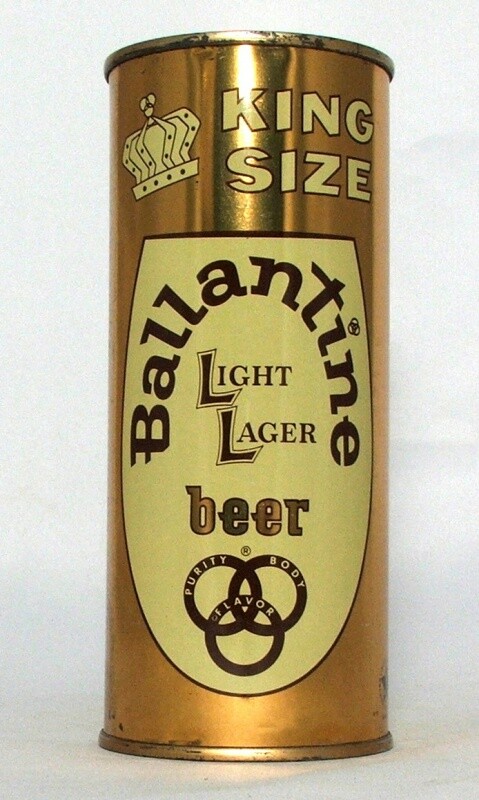 KING
SIZE
Ballantine
LIGHT
LAGER
beer
®
PURITY BODY
FLAVOR